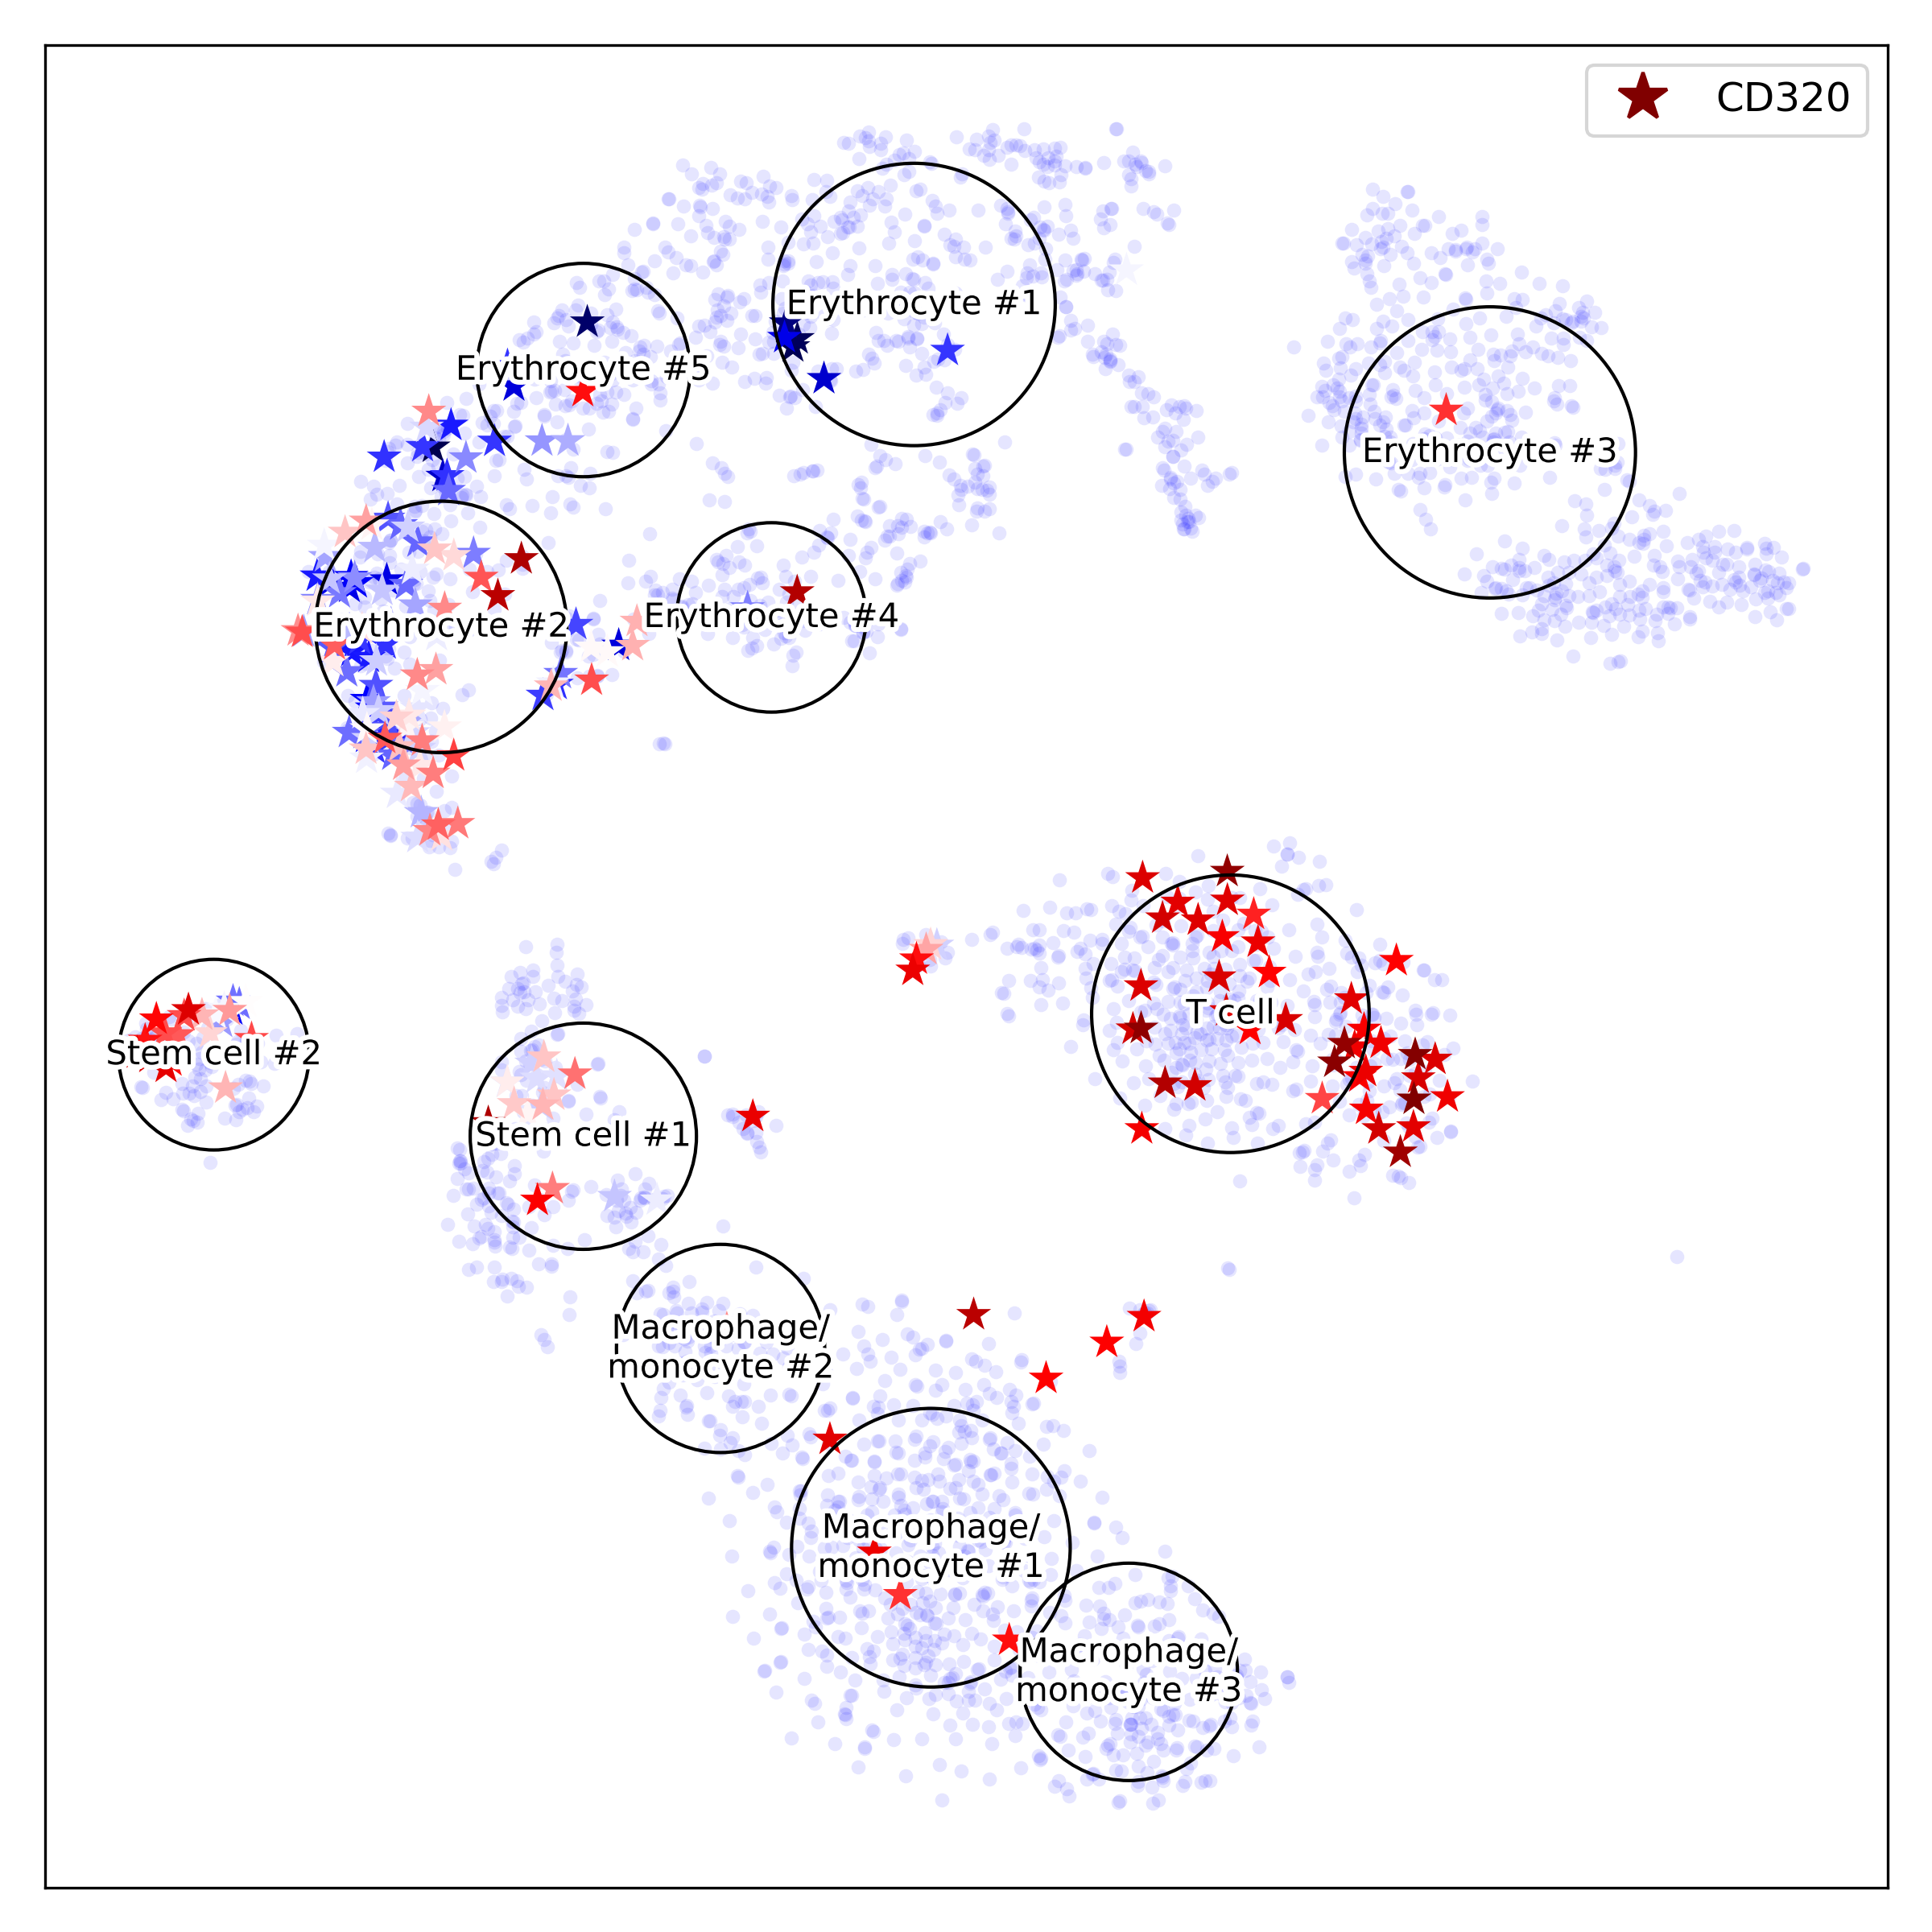 CD320
Erythrocyte #1
Erythrocyte #5
Erythrocyte #3
Erythrocyte #4
Erythrocyte #2
T cell
Stem cell #2
Stem cell #1
Macrophage/
monocyte #2
Macrophage/
monocyte #1
Macrophage/
monocyte #3